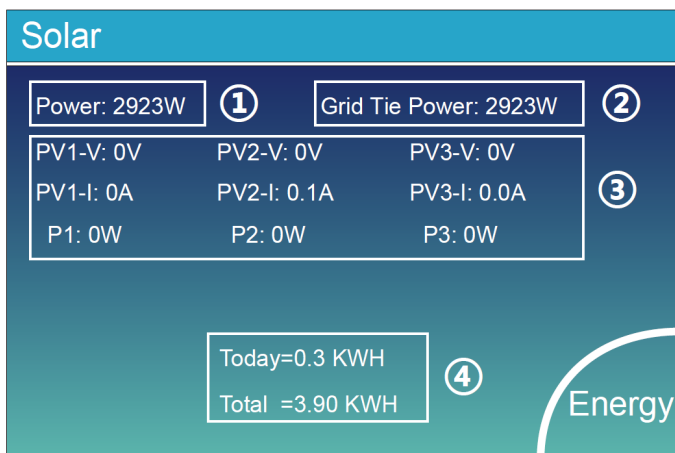 Solar
Power: 2923W ① Grid Tie Power: 2923W ②
PV1-V: 0V PV2-V: 0V PV3-V: 0V
PV1-I: 0A PV2-I: 0.1A PV3-I: 0.0A ③
P1: 0W P2: 0W P3: 0W
Today=0.3 KWH
④
Total =3.90 KWH
Energy